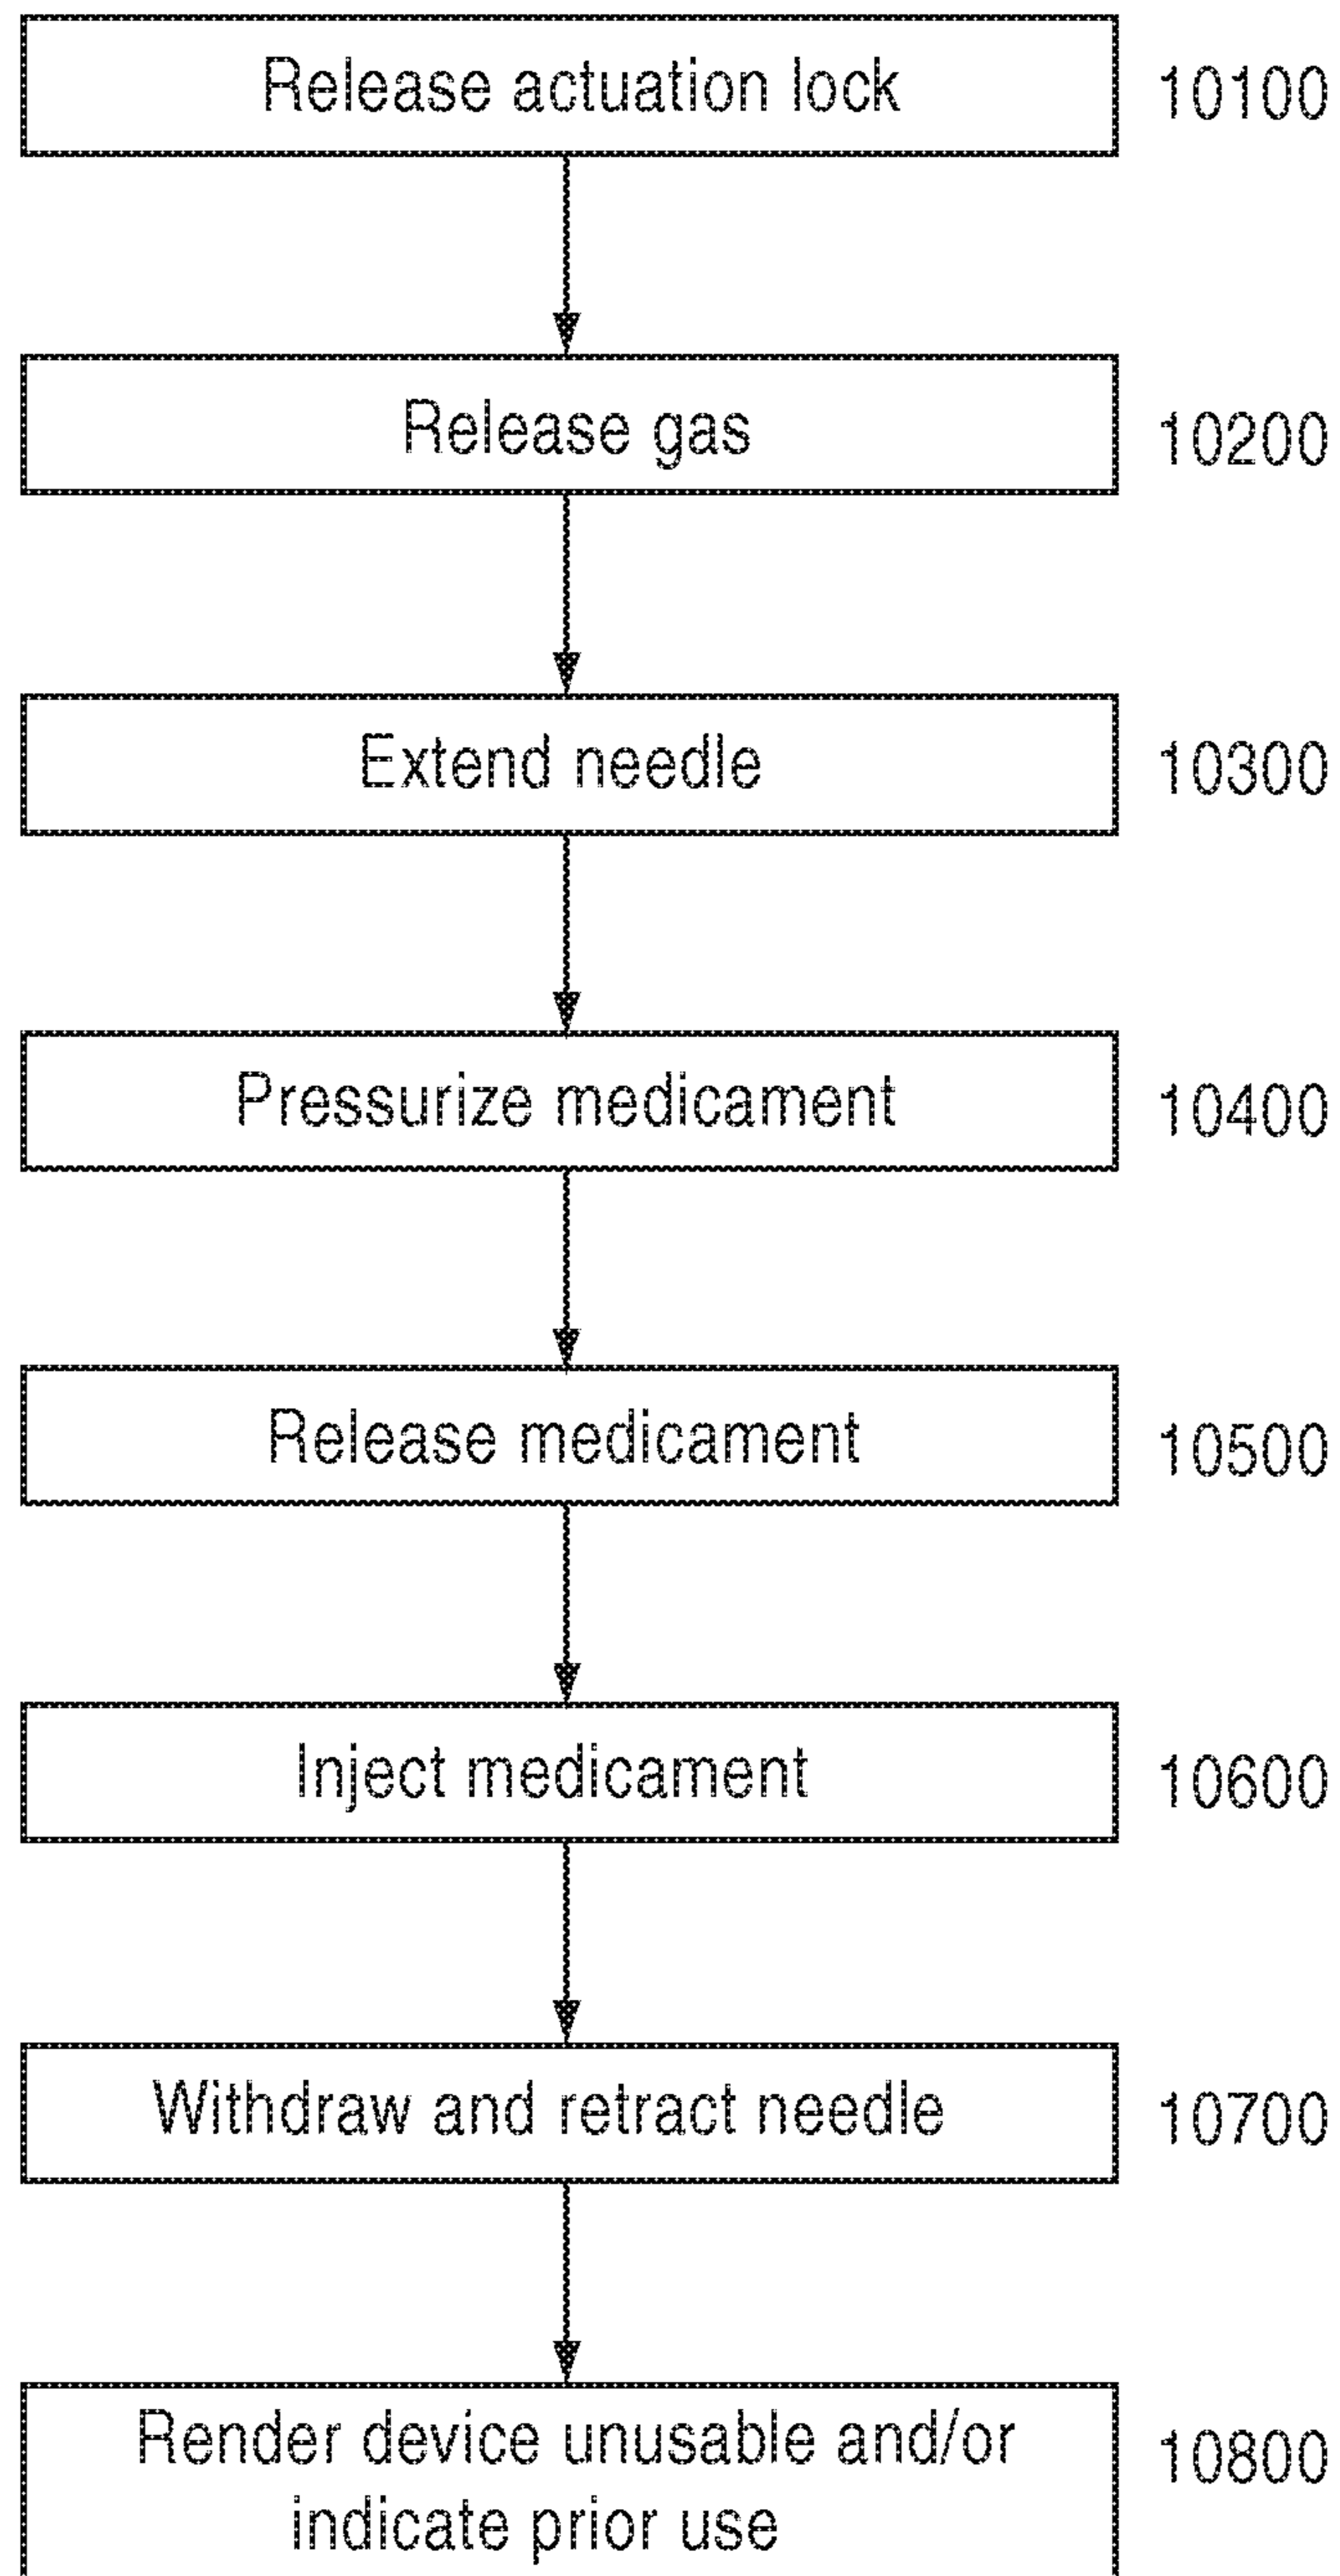 Release actuation lock 10100
Release gas 10200
Extend needle 10300
Pressurize medicament 10400
Release medicament 10500
Inject medicament 10600
Withdraw and retract needle 10700
Render device unusable and/or 10800
indicate prior use